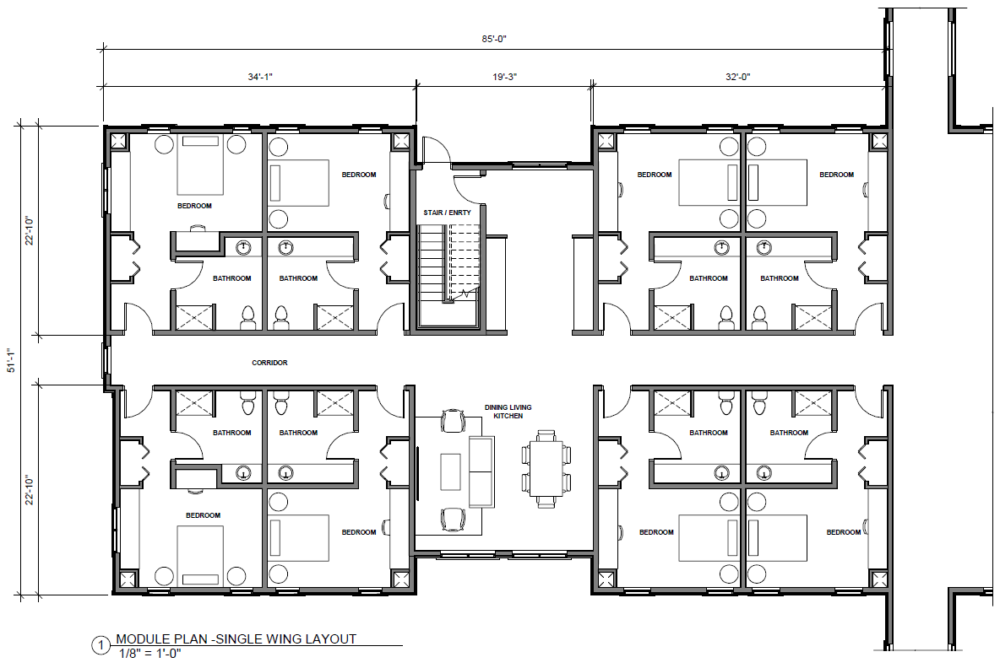 85'-0"
34'-1"
19'-3"
32'-0"
BEDROOM
BEDROOM
BEDROOM
BEDROOM
STAIR / ENRTY
22'-10"
BATHROOM
BATHROOM
BATHROOM
BATHROOM
51'-1"
CORRIDOR
DINING LIVING
KITCHEN
BATHROOM
BATHROOM
BATHROOM
BATHROOM
22'-10"
BEDROOM
BEDROOM
BEDROOM
BEDROOM
1
MODULE PLAN -SINGLE WING LAYOUT
1/8" = 1'-0"